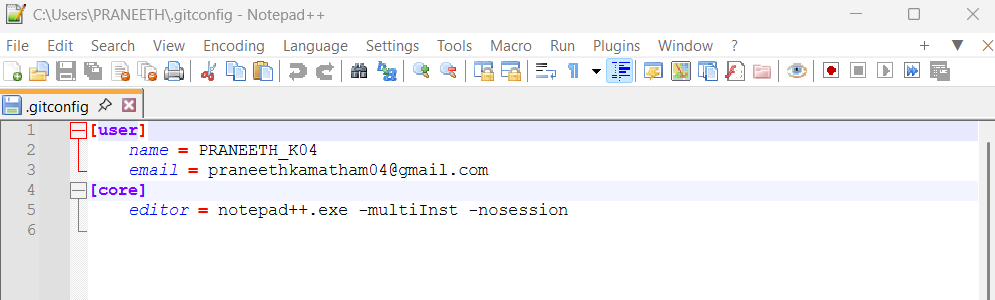 C:\Users\PRANEETH\.gitconfig - Notepad++
File Edit Search View Encoding Language Settings Tools Macro Run Plugins Window ? + ▼ X
.gitconfig
1 [user]
2 name = PRANEETH_K04
3 email = praneethkamatham04@gmail.com
4 [core]
5 editor = notepad++.exe -multiInst -nosession
6